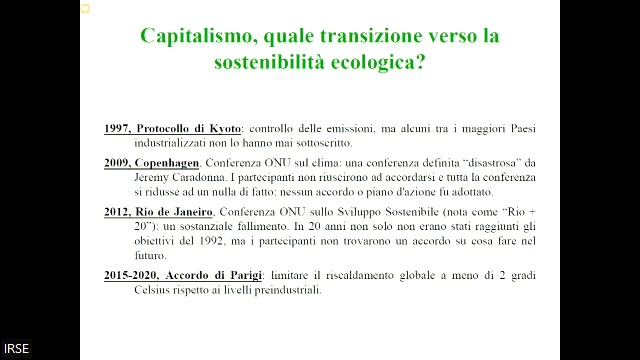 Capitalismo, quale transizione verso la
sostenibilità ecologica?
1997, Protocollo di Kyoto: controllo delle emissioni, ma alcuni tra i maggiori Paesi
industrializzati non lo hanno mai sottoscritto.
2009, Copenhagen, Conferenza ONU sul clima: una conferenza definita “disastrosa” da
Jeremy Caradonna. I partecipanti non riuscirono ad accordarsi e tutta la conferenza
si ridusse ad un nulla di fatto: nessun accordo o piano d'azione fu adottato.
2012, Rio de Janeiro, Conferenza ONU sullo Sviluppo Sostenibile (nota come “Rio +
20”): un sostanziale fallimento. In 20 anni non solo non erano stati raggiunti gli
obiettivi del 1992, ma i partecipanti non trovarono un accordo su cosa fare nel
futuro.
2015-2020, Accordo di Parigi: limitare il riscaldamento globale a meno di 2 gradi
Celsius rispetto ai livelli preindustriali.
IRSE